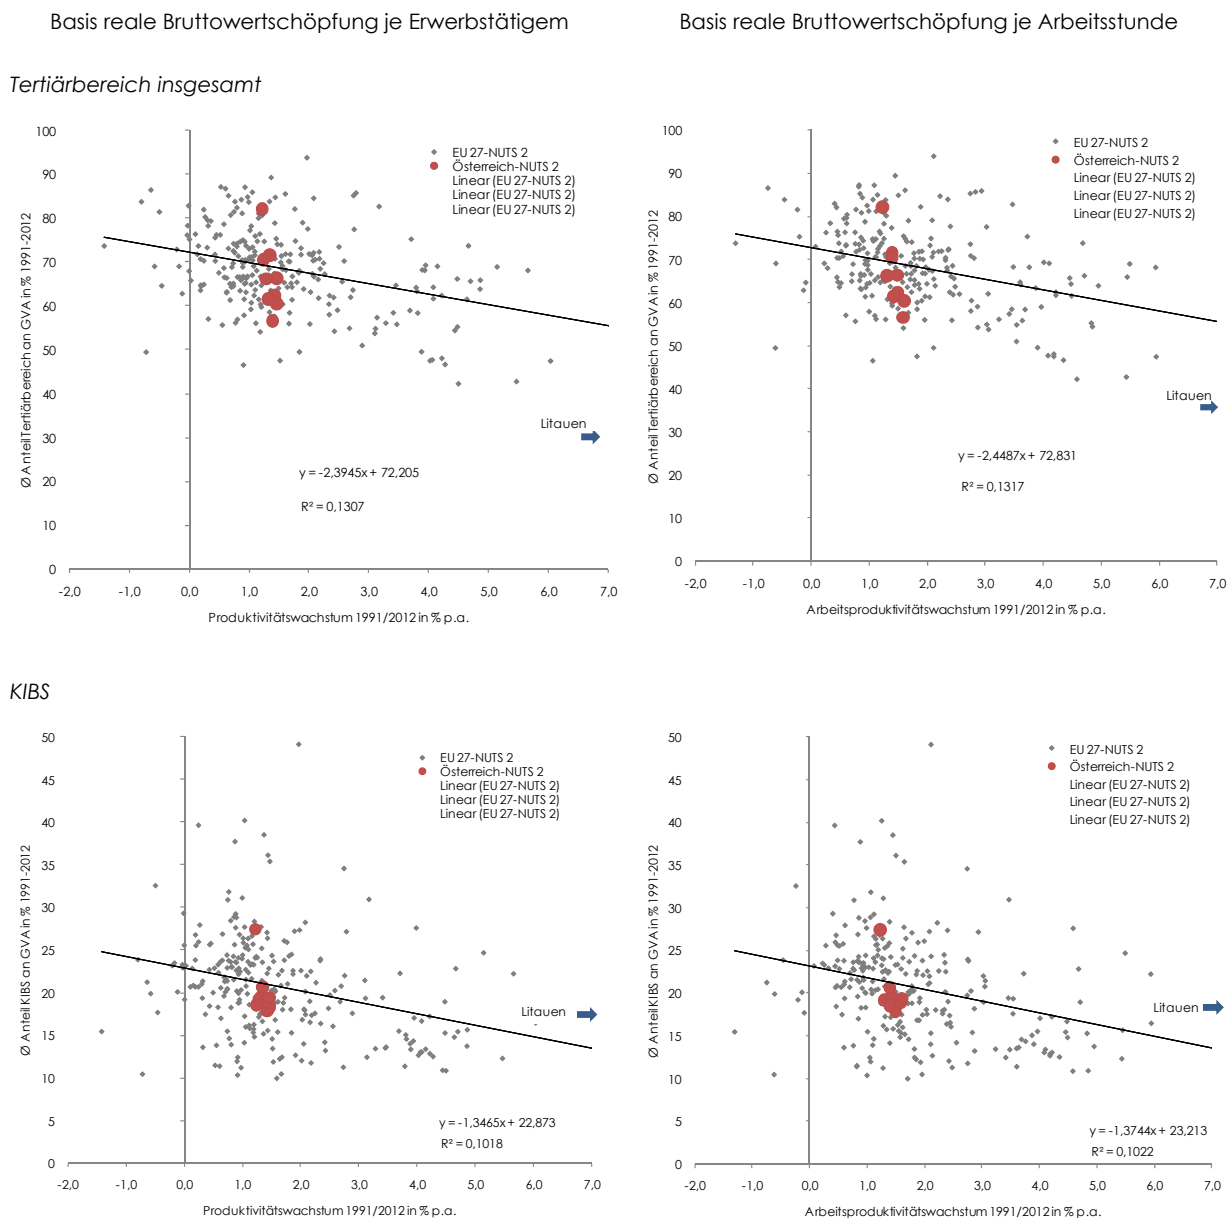 Basis reale Bruttowertschöpfung je Erwerbstätigem
Basis reale Bruttowertschöpfung je Arbeitsstunde
Tertiärbereich insgesamt
Ø Anteil Tertiärbereich an GVA in % 1991-2012
100
90
80
70
60
50
40
30
20
10
0
EU 27-NUTS 2
Österreich-NUTS 2
Linear (EU 27-NUTS 2)
Linear (EU 27-NUTS 2)
Linear (EU 27-NUTS 2)
Litauen
y = -2,3945x + 72,205
R² = 0,1307
-2,0 -1,0 0,0 1,0 2,0 3,0 4,0 5,0 6,0 7,0
Produktivitätswachstum 1991/2012 in % p.a.
Ø Anteil Tertiärbereich an GVA in % 1991-2012
100
90
80
70
60
50
40
30
20
10
0
EU 27-NUTS 2
Österreich-NUTS 2
Linear (EU 27-NUTS 2)
Linear (EU 27-NUTS 2)
Linear (EU 27-NUTS 2)
Litauen
y = -2,4487x + 72,831
R² = 0,1317
-2,0 -1,0 0,0 1,0 2,0 3,0 4,0 5,0 6,0 7,0
Arbeitsproduktivitätswachstum 1991/2012 in % p.a.
KIBS
Ø Anteil KIBS an GVA in % 1991-2012
50
45
40
35
30
25
20
15
10
5
0
EU 27-NUTS 2
Österreich-NUTS 2
Linear (EU 27-NUTS 2)
Linear (EU 27-NUTS 2)
Linear (EU 27-NUTS 2)
Litauen
y = -1,3465x + 22,873
R² = 0,1018
-2,0 -1,0 0,0 1,0 2,0 3,0 4,0 5,0 6,0 7,0
Produktivitätswachstum 1991/2012 in % p.a.
Ø Anteil KIBS an GVA in % 1991-2012
50
45
40
35
30
25
20
15
10
5
0
EU 27-NUTS 2
Österreich-NUTS 2
Linear (EU 27-NUTS 2)
Linear (EU 27-NUTS 2)
Linear (EU 27-NUTS 2)
Litauen
y = -1,3744x + 23,213
R² = 0,1022
-2,0 -1,0 0,0 1,0 2,0 3,0 4,0 5,0 6,0 7,0
Arbeitsproduktivitätswachstum 1991/2012 in % p.a.